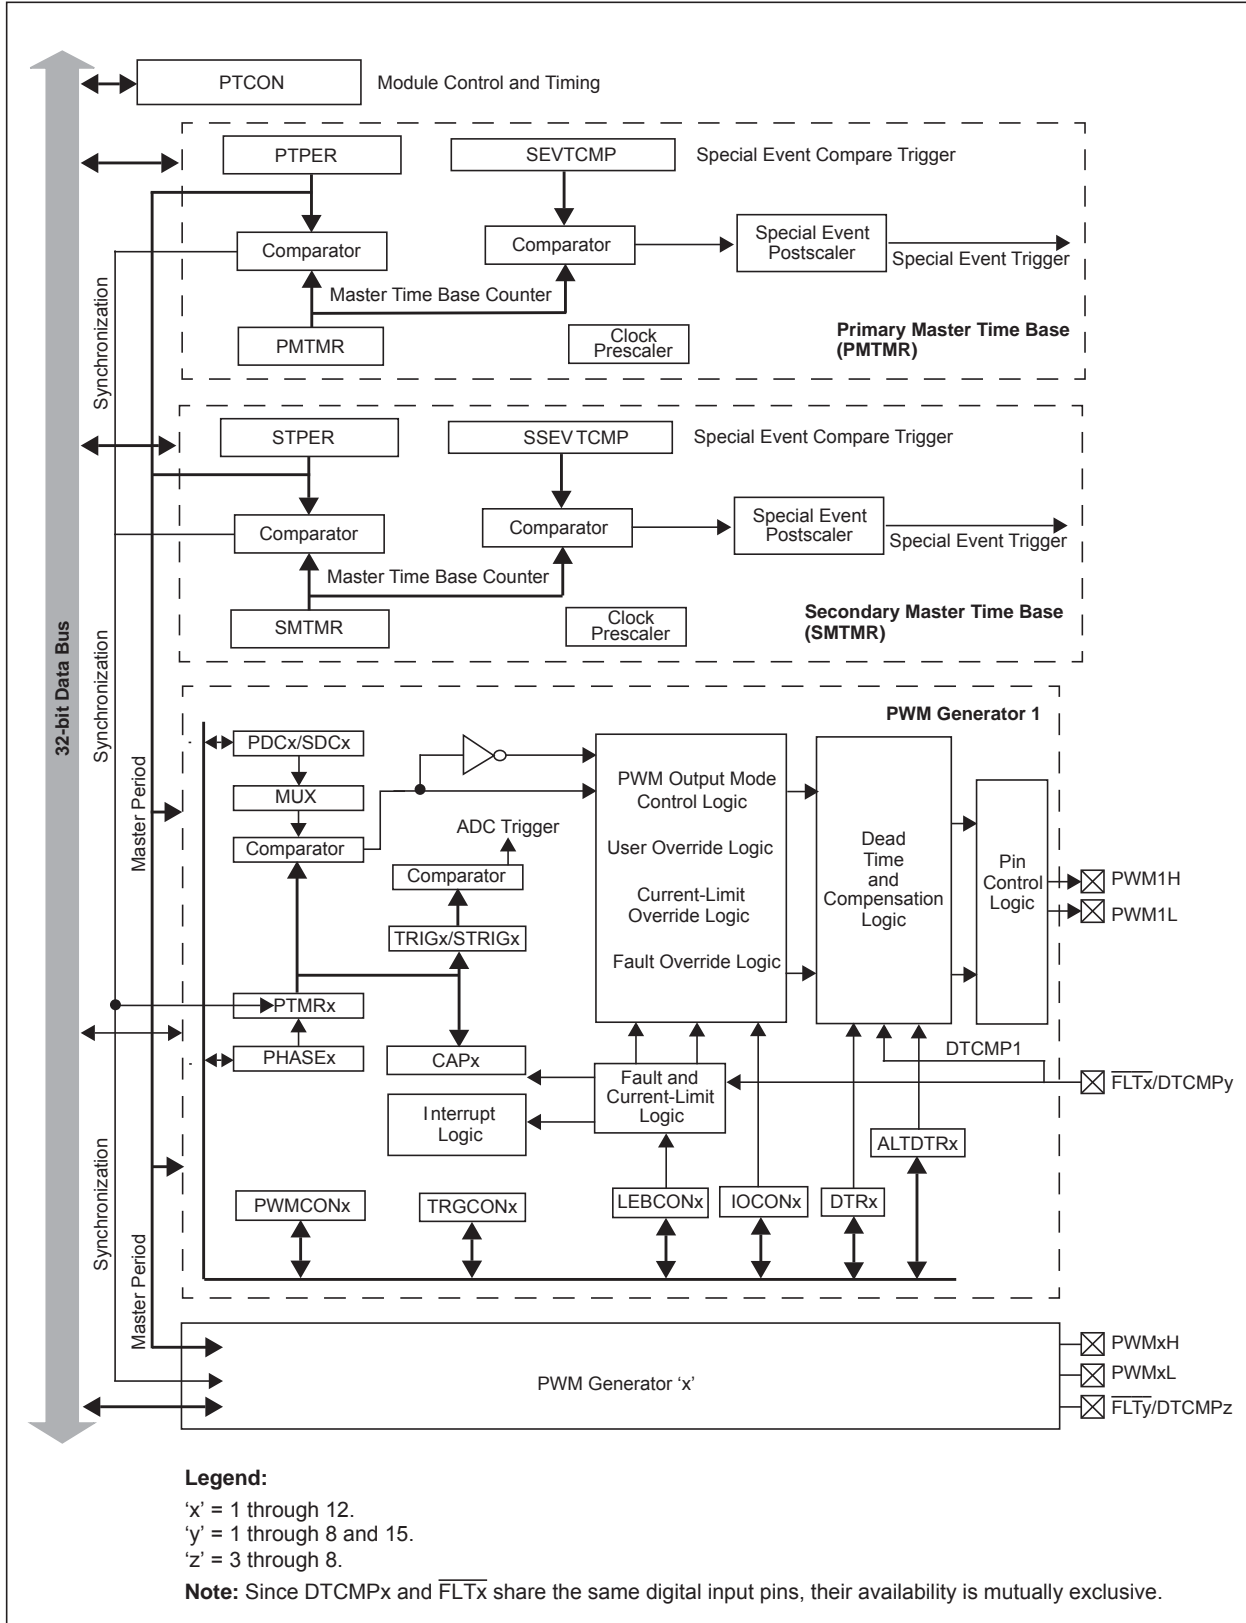 PTCON
Module Control and Timing
PTPER
SEVTCMP
Special Event Compare Trigger
Comparator
Comparator
Special Event
Postscaler
Special Event Trigger
Master Time Base Counter
PMTMR
Clock
Prescaler
Primary Master Time Base
(PMTMR)
Synchronization
STPER
SSEVTCMP
Special Event Compare Trigger
Comparator
Comparator
Special Event
Postscaler
Special Event Trigger
Master Time Base Counter
SMTMR
Clock
Prescaler
Secondary Master Time Base
(SMTMR)
32-bit Data Bus
Synchronization
Master Period
PWM Generator 1
PDCx/SDCx
MUX
Comparator
ADC Trigger
Comparator
TRIGx/STRIGx
PTMRx
PHASEx
CAPx
Interrupt
Logic
PWM Output Mode
Control Logic
User Override Logic
Current-Limit
Override Logic
Fault Override Logic
Dead
Time
and
Compensation
Logic
Pin
Control
Logic
PWM1H
PWM1L
DTCMP1
Fault and
Current-Limit
Logic
FLTx/DTCMPy
ALTDTRx
PWMCONx
TRGCONx
LEBCONx
IOCONx
DTRx
Synchronization
Master Period
PWM Generator ‘x’
PWMxH
PWMxL
FLTy/DTCMPz
Legend:
‘x’ = 1 through 12.
‘y’ = 1 through 8 and 15.
‘z’ = 3 through 8.
Note: Since DTCMPx and FLTx share the same digital input pins, their availability is mutually exclusive.